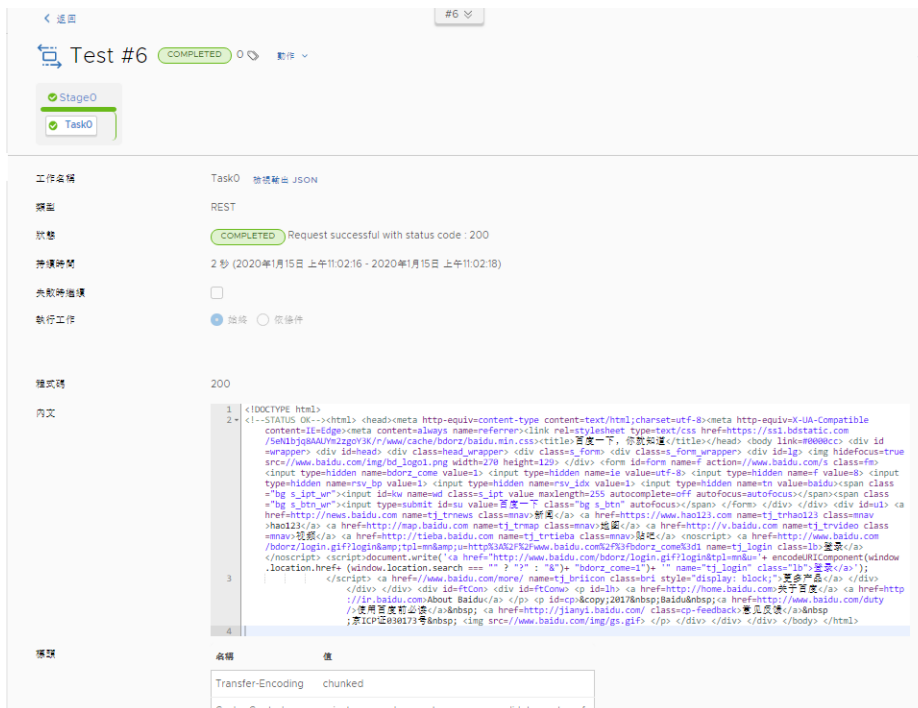 返回
#6
Test #6 COMPLETED 0 動作
Stage0
Task0
工作名稱 Task0 檢視輸出 JSON
類型 REST
狀態 COMPLETED Request successful with status code : 200
持續時間 2 秒 (2020年1月15日 上午11:02:16 - 2020年1月15日 上午11:02:18)
失敗時繼續
執行工作 始終 依條件
程式碼 200
內文
1 <!DOCTYPE html>
2 <!--STATUS OK--><html> <head><meta http-equiv=content-type content=text/html;charset=utf-8><meta http-equiv=X-UA-Compatible
content=IE=Edge><meta content=always name=referrer><link rel=stylesheet type=text/css href=https://ss1.bdstatic.com
/5eN1bjq8AAUYm2zgoY3K/r/www/cache/bdorz/baidu.min.css><title>百度一下，你就知道</title></head> <body link=#0000cc> <div id
=wrapper> <div id=head> <div class=head_wrapper> <div class=s_form> <div class=s_form_wrapper> <div id=lg> <img hidefocus=true
src=//www.baidu.com/img/bd_logo1.png width=270 height=129> </div> <form id=form name=f action=//www.baidu.com/s class=fm>
<input type=hidden name=bdorz_come value=1> <input type=hidden name=ie value=utf-8> <input type=hidden name=f value=8> <input
type=hidden name=rsv_bp value=1> <input type=hidden name=rsv_idx value=1> <input type=hidden name=tn value=baidu><span class
="bg s_ipt_wr"><input id=kw name=wd class=s_ipt value maxlength=255 autocomplete=off autofocus=autofocus></span><span class
="bg s_btn_wr"><input type=submit id=su value=百度一下 class="bg s_btn" autofocus></span> </form> </div> </div> <div id=u1> <a
href=http://news.baidu.com name=tj_trnews class=mnav>新闻</a> <a href=https://www.hao123.com name=tj_trhao123 class=mnav
>hao123</a> <a href=http://map.baidu.com name=tj_trmap class=mnav>地图</a> <a href=http://v.baidu.com name=tj_trvideo class
=mnav>视频</a> <a href=http://tieba.baidu.com name=tj_trtieba class=mnav>贴吧</a> <noscript> <a href=http://www.baidu.com
/bdorz/login.gif?login&amp;tpl=mn&amp;u=http%3A%2F%2Fwww.baidu.com%2f%3fbdorz_come%3d1 name=tj_login class=lb>登录</a>
</noscript> <script>document.write('<a href="http://www.baidu.com/bdorz/login.gif?login&tpl=mn&u='+ encodeURIComponent(window
.location.href+ (window.location.search === "" ? "?" : "&")+ "bdorz_come=1")+ '" name="tj_login" class="lb">登录</a>');
3 </script> <a href=//www.baidu.com/more/ name=tj_briicon class=bri style="display: block;">更多产品</a> </div>
</div> </div> <div id=ftCon> <div id=ftConw> <p id=lh> <a href=http://home.baidu.com>关于百度</a> <a href=http
://ir.baidu.com>About Baidu</a> </p> <p id=cp>&copy;2017&nbsp;Baidu&nbsp;<a href=http://www.baidu.com/duty
/>使用百度前必读</a>&nbsp; <a href=http://jianyi.baidu.com/ class=cp-feedback>意见反馈</a>&nbsp
;京ICP证030173号&nbsp; <img src=//www.baidu.com/img/gs.gif> </p> </div> </div> </div> </body> </html>
4
標頭 名稱 值
Transfer-Encoding chunked